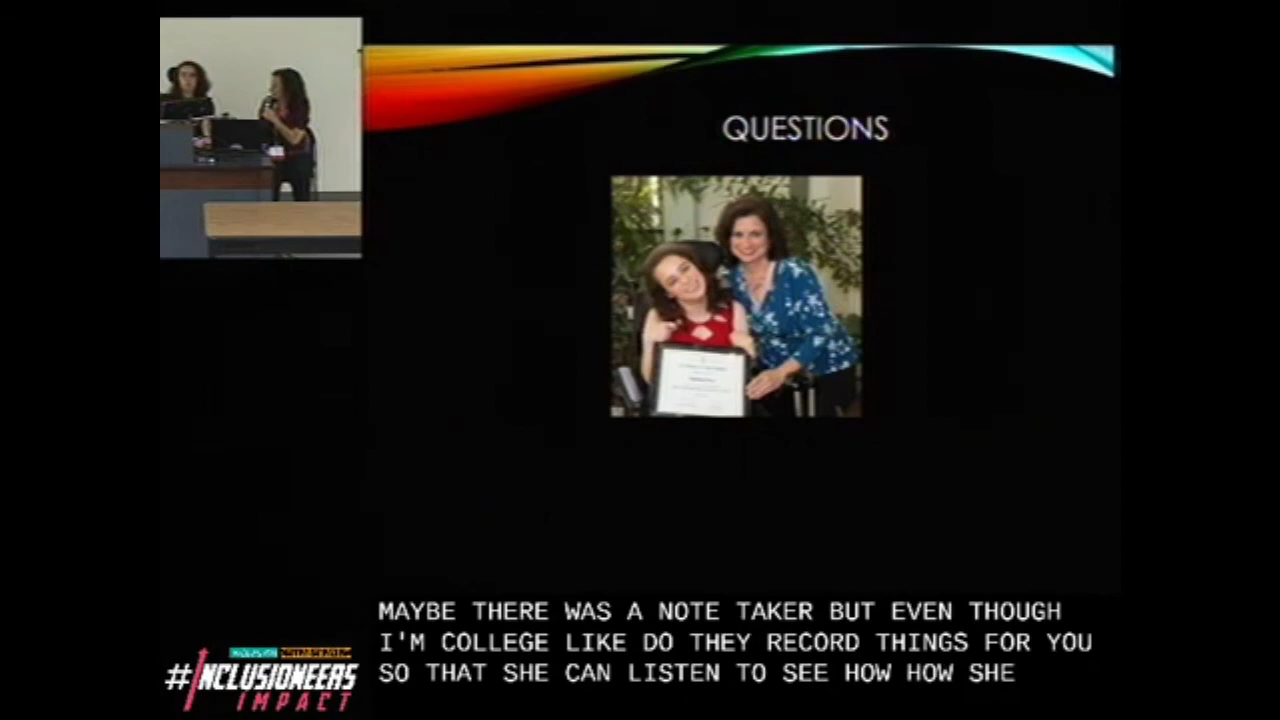 QUESTIONS
MAYBE THERE WAS A NOTE TAKER BUT EVEN THOUGH
I'M COLLEGE LIKE DO THEY RECORD THINGS FOR YOU
SO THAT SHE CAN LISTEN TO SEE HOW HOW SHE
#INCLUSIONEERS
IMPACT